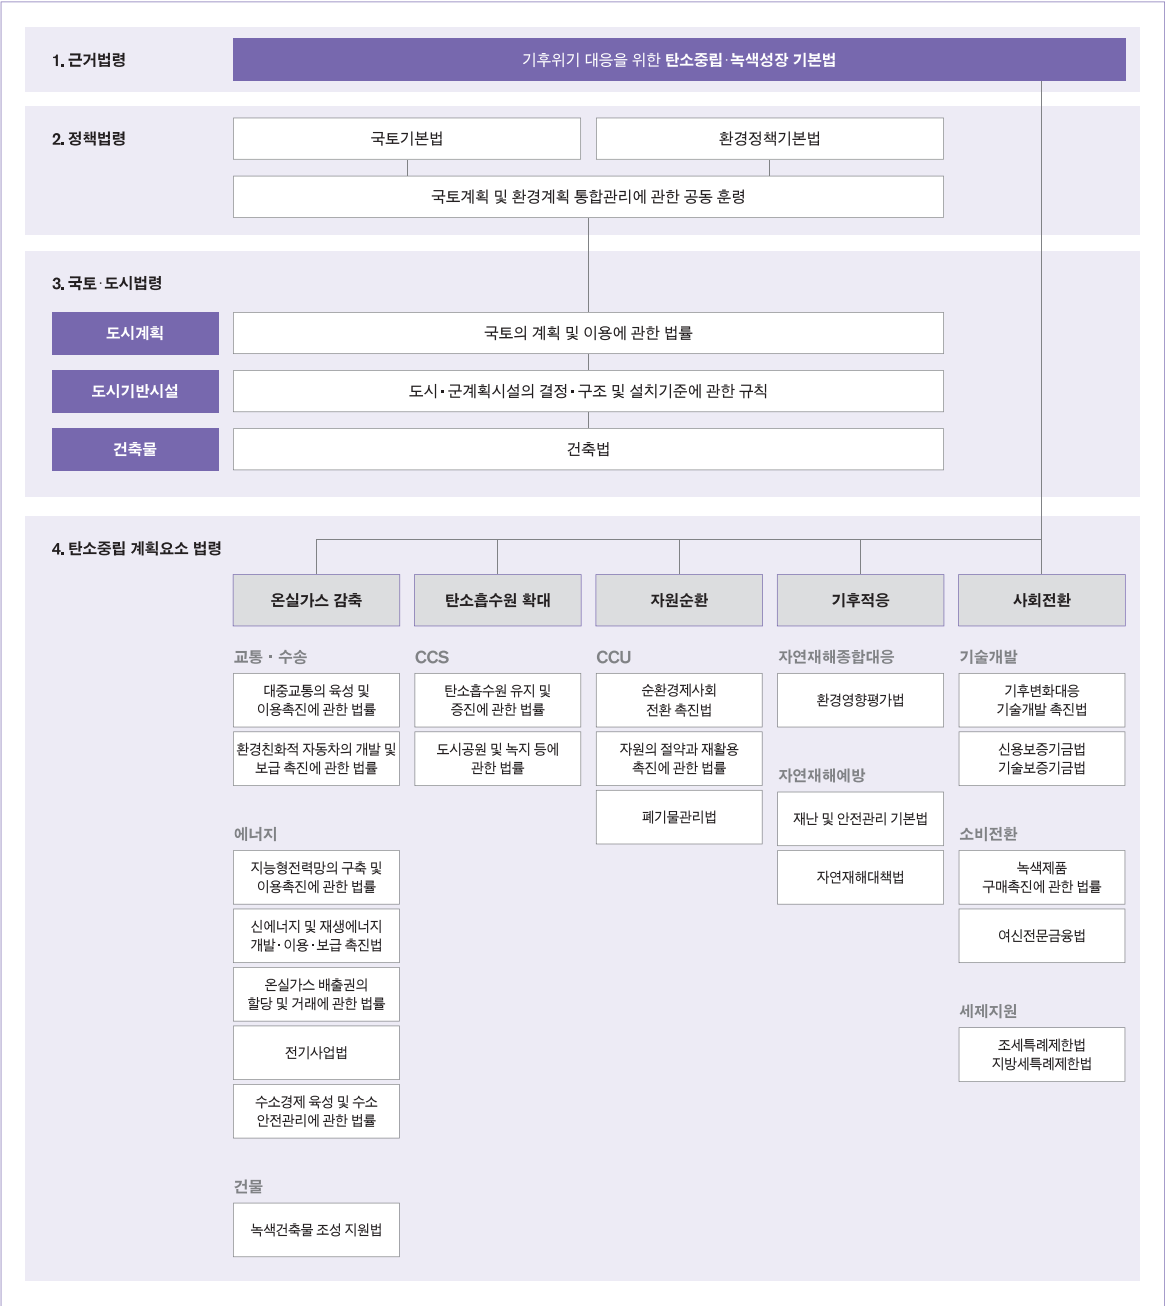 1. 근거법령
기후위기 대응을 위한 탄소중립·녹색성장 기본법
2. 정책법령
국토기본법
환경정책기본법
국토계획 및 환경계획 통합관리에 관한 공동 훈령
3. 국토·도시법령
도시계획
국토의 계획 및 이용에 관한 법률
도시기반시설
도시·군계획시설의 결정·구조 및 설치기준에 관한 규칙
건축물
건축법
4. 탄소중립 계획요소 법령
온실가스 감축
탄소흡수원 확대
자원순환
기후적응
사회전환
교통·수송
대중교통의 육성 및
이용촉진에 관한 법률
환경친화적 자동차의 개발 및
보급 촉진에 관한 법률
에너지
지능형전력망의 구축 및
이용촉진에 관한 법률
신에너지 및 재생에너지
개발·이용·보급 촉진법
온실가스 배출권의
할당 및 거래에 관한 법률
전기사업법
수소경제 육성 및 수소
안전관리에 관한 법률
건물
녹색건축물 조성 지원법
CCS
탄소흡수원 유지 및
증진에 관한 법률
도시공원 및 녹지 등에
관한 법률
CCU
순환경제사회
전환 촉진법
자원의 절약과 재활용
촉진에 관한 법률
폐기물관리법
자연재해종합대응
환경영향평가법
자연재해예방
재난 및 안전관리 기본법
자연재해대책법
기술개발
기후변화대응
기술개발 촉진법
신용보증기금법
기술보증기금법
소비전환
녹색제품
구매촉진에 관한 법률
여신전문금융법
세제지원
조세특례제한법
지방세특례제한법